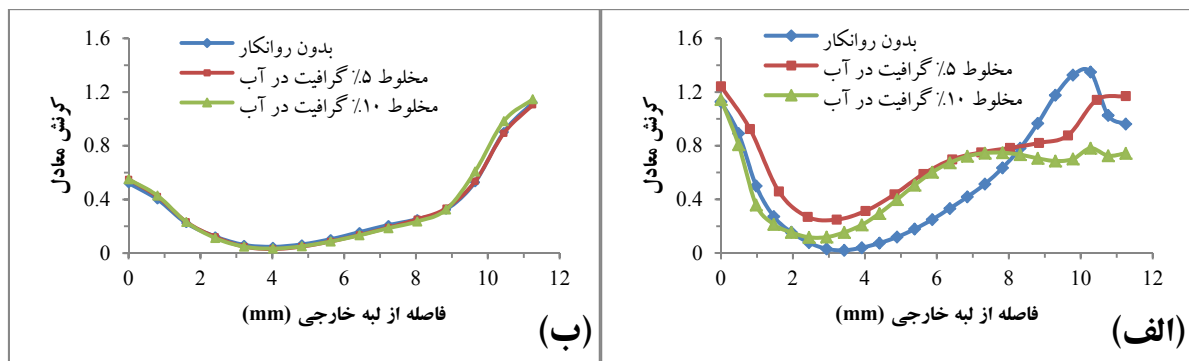 1.6
1.2
0.8
0.4
0
کرنش معادل
بدون روانکار
مخلوط ۵٪ گرافیت در آب
مخلوط ۱۰٪ گرافیت در آب
0 2 4 6 8 10 12
فاصله از لبه خارجی (mm)
(الف)
1.6
1.2
0.8
0.4
0
کرنش معادل
بدون روانکار
مخلوط ۵٪ گرافیت در آب
مخلوط ۱۰٪ گرافیت در آب
0 2 4 6 8 10 12
فاصله از لبه خارجی (mm)
(ب)